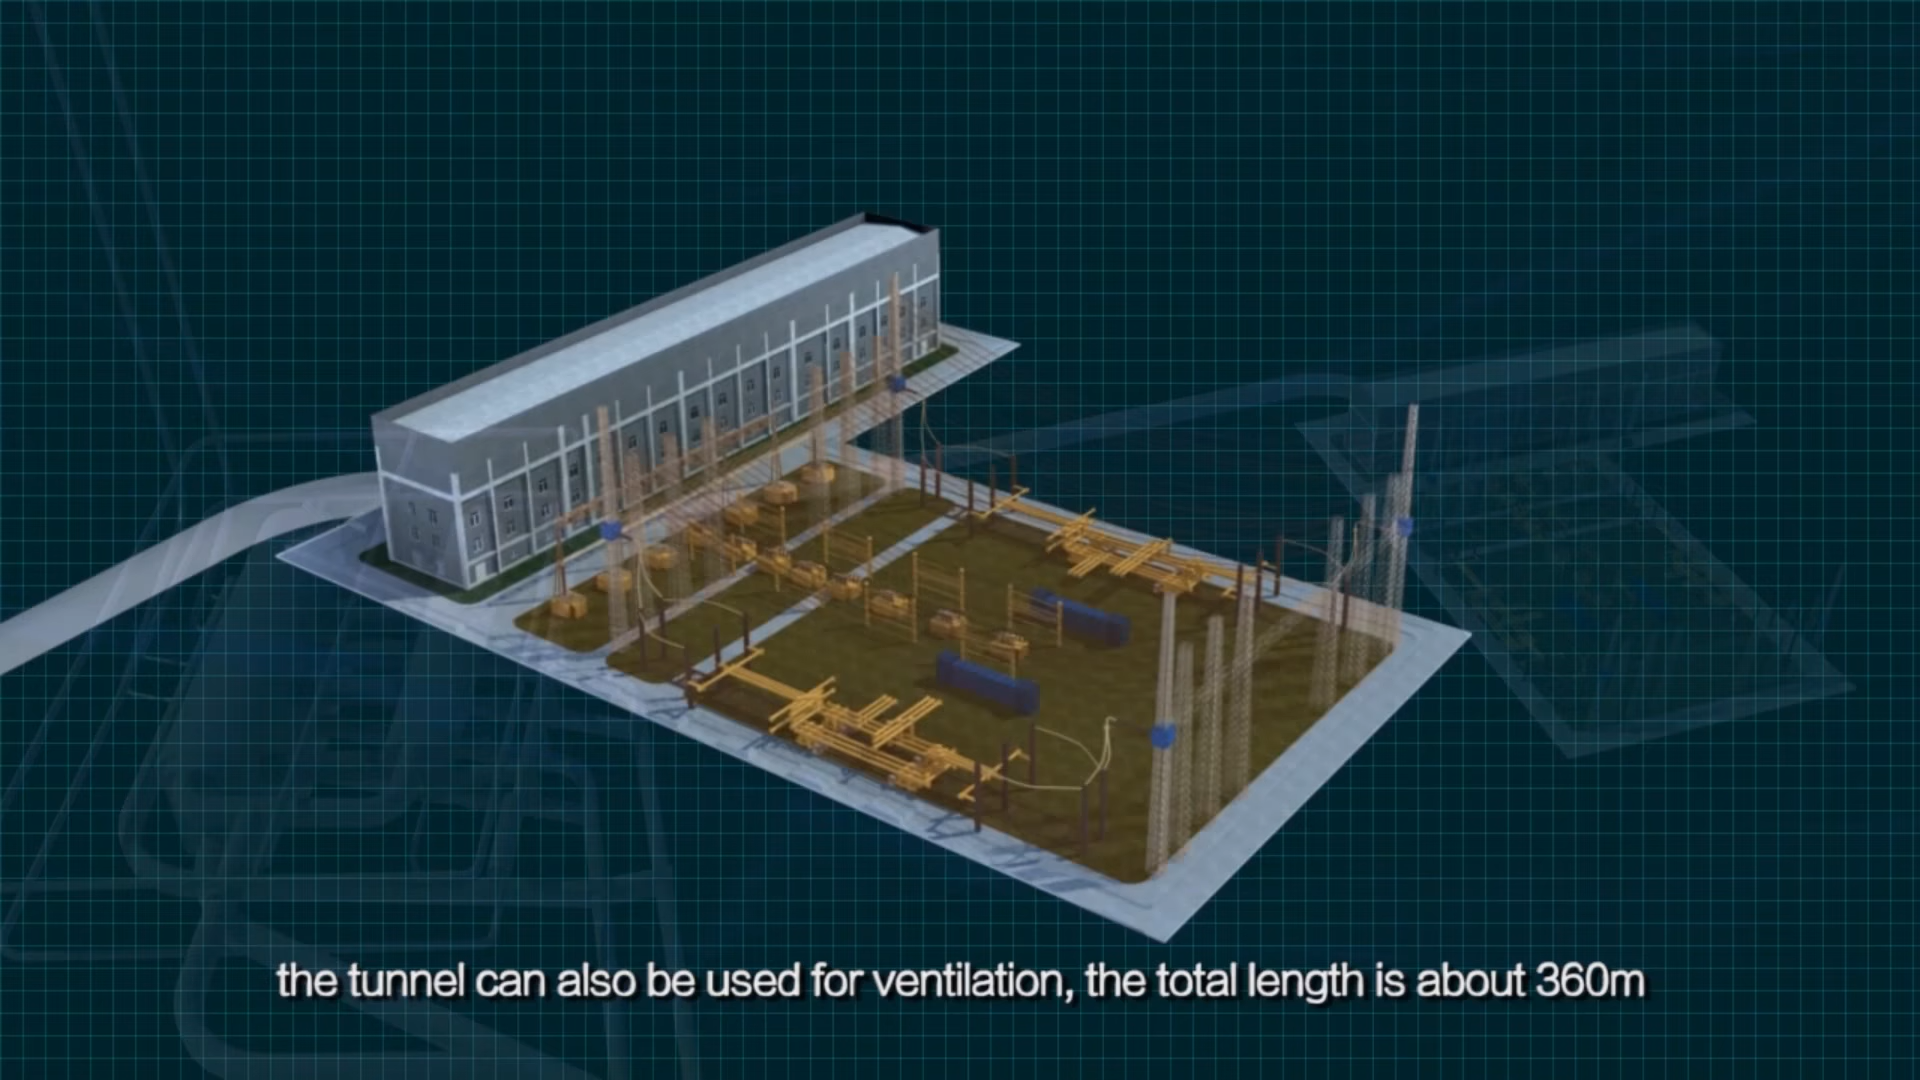 the tunnel can also be used for ventilation, the total length is about 360m